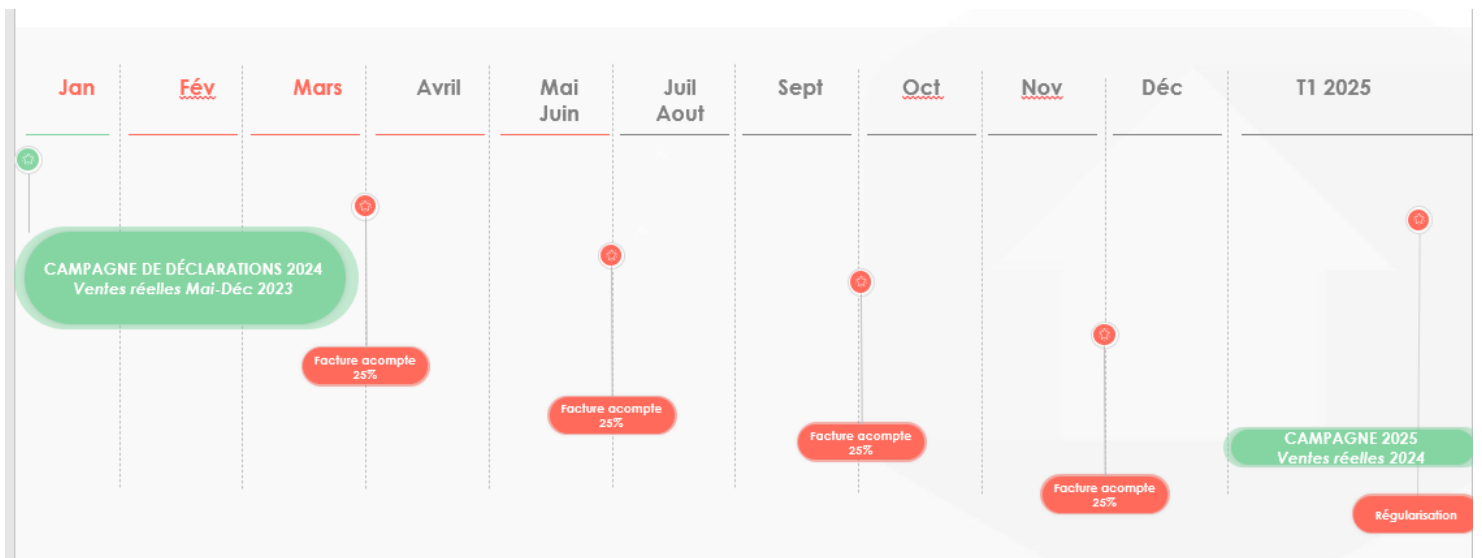 Jan
Fév
Mars
Avril
Mai
Juin
Juil
Aout
Sept
Oct
Nov
Déc
T1 2025
CAMPAGNE DE DÉCLARATIONS 2024
Ventes réelles Mai-Déc 2023
Facture acompte
25%
Facture acompte
25%
Facture acompte
25%
Facture acompte
25%
CAMPAGNE 2025
Ventes réelles 2024
Régularisation